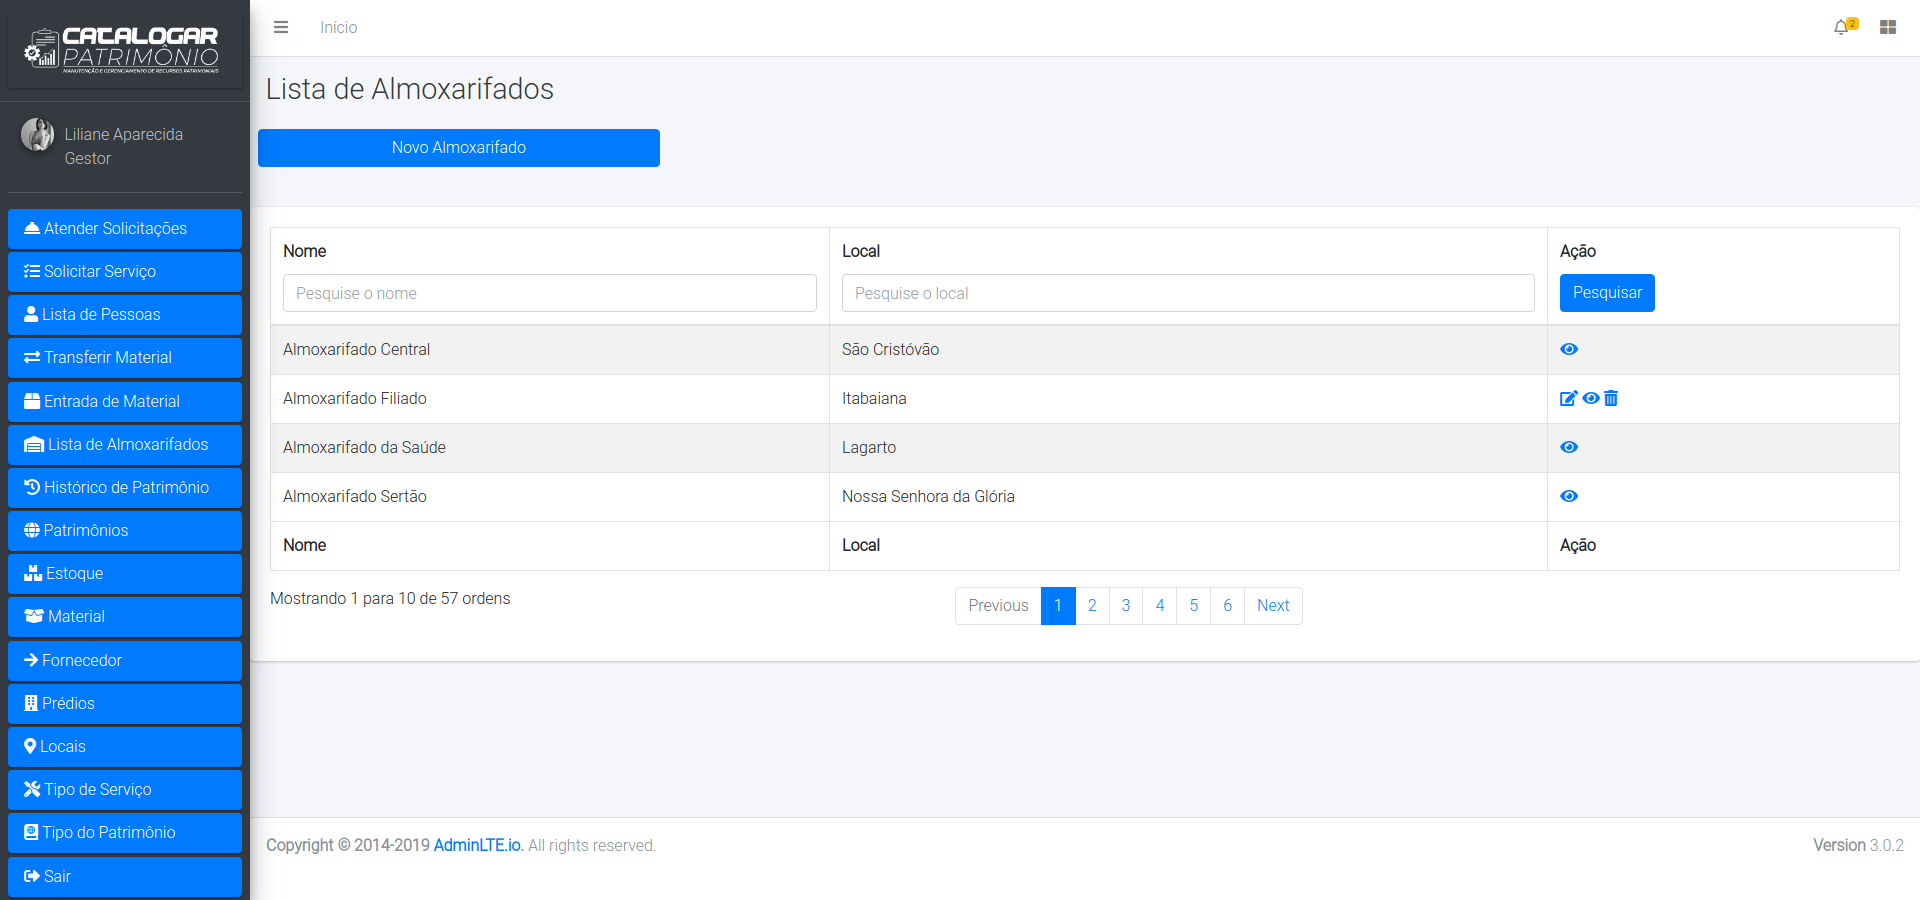 CATALOGAR
PATRIMÔNIO
MANUTENÇÃO E GERENCIAMENTO DE RECURSOS PATRIMONIAIS
Liliane Aparecida
Gestor
Atender Solicitações
Solicitar Serviço
Lista de Pessoas
Transferir Material
Entrada de Material
Lista de Almoxarifados
Histórico de Patrimônio
Patrimônios
Estoque
Material
Fornecedor
Prédios
Locais
Tipo de Serviço
Tipo do Patrimônio
Sair
Início
2
Lista de Almoxarifados
Novo Almoxarifado
Nome Local Ação
Pesquise o nome Pesquise o local Pesquisar
Almoxarifado Central São Cristóvão
Almoxarifado Filiado Itabaiana
Almoxarifado da Saúde Lagarto
Almoxarifado Sertão Nossa Senhora da Glória
Nome Local Ação
Mostrando 1 para 10 de 57 ordens Previous 1 2 3 4 5 6 Next
Copyright © 2014-2019 AdminLTE.io. All rights reserved. Version 3.0.2